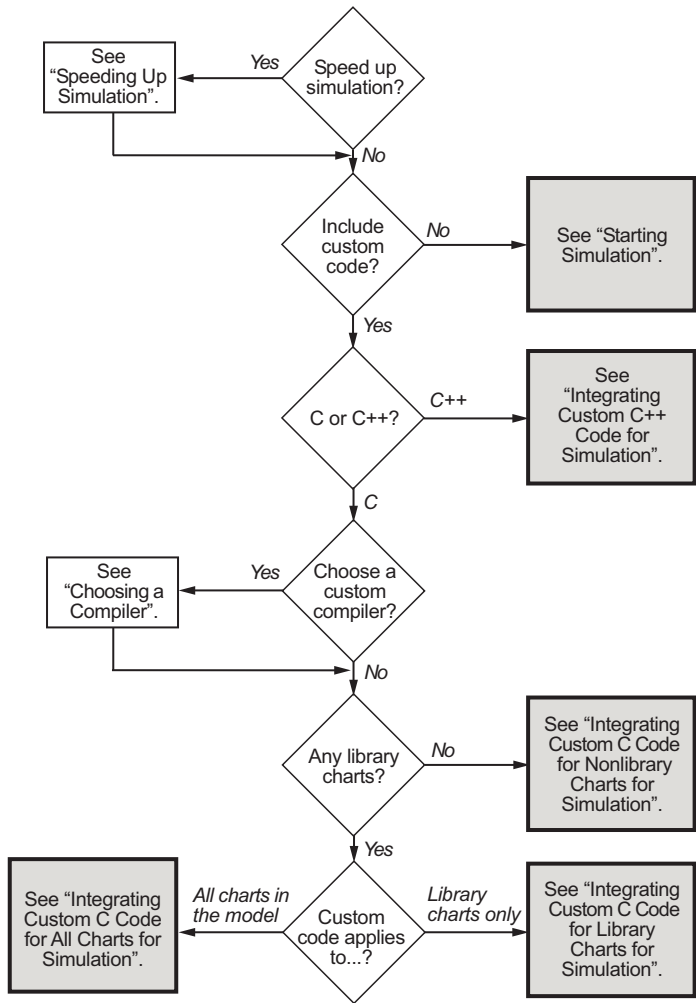 See
“Speeding Up
Simulation”.
Yes
Speed up
simulation?
No
Include
custom
code?
No
See “Starting
Simulation”.
Yes
C or C++?
C++
See
“Integrating
Custom C++
Code for
Simulation”.
C
See
“Choosing a
Compiler”.
Yes
Choose a
custom
compiler?
No
Any library
charts?
No
See “Integrating
Custom C Code
for Nonlibrary
Charts for
Simulation”.
Yes
See “Integrating
Custom C Code
for All Charts for
Simulation”.
All charts in
the model
Custom
code applies
to...?
Library
charts only
See “Integrating
Custom C Code
for Library
Charts for
Simulation”.